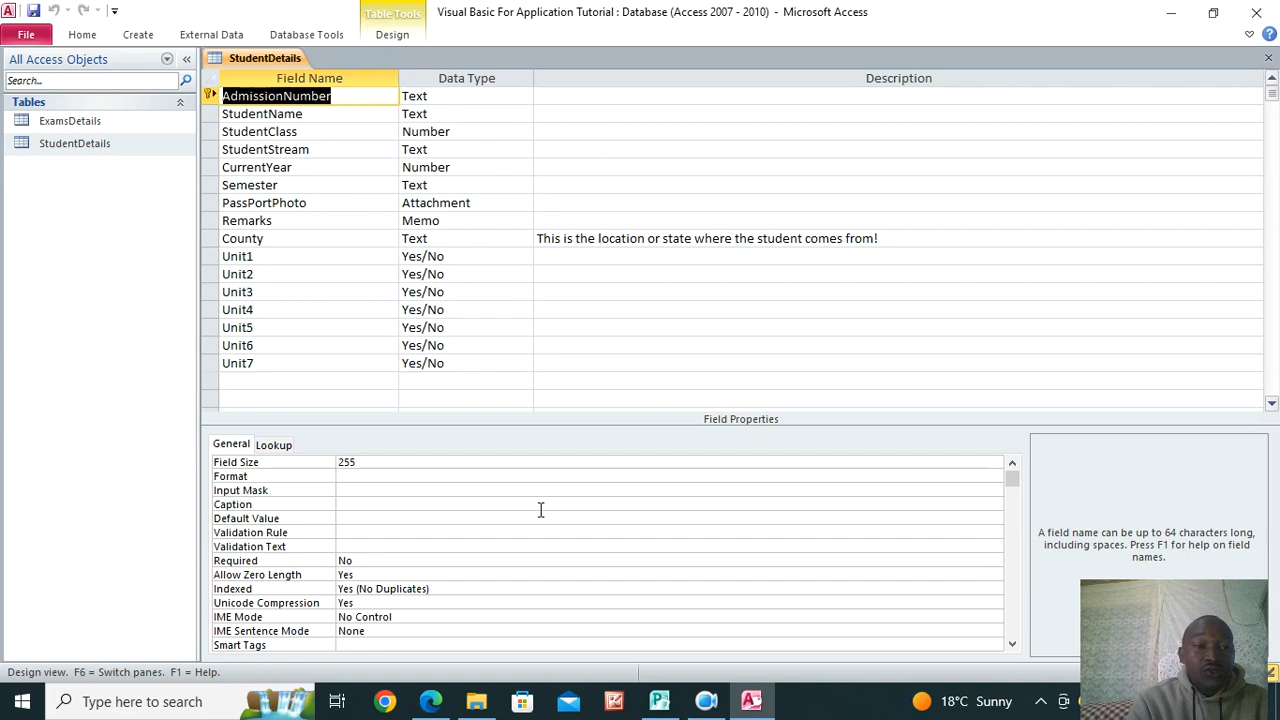 Table Tools
Visual Basic For Application Tutorial : Database (Access 2007 - 2010) - Microsoft Access
File
Home
Create
External Data
Database Tools
Design
All Access Objects
StudentDetails
Search...
Field Name
Data Type
Description
Tables
ExamsDetails
StudentDetails
AdmissionNumber
Text
StudentName
Text
StudentClass
Number
StudentStream
Text
CurrentYear
Number
Semester
Text
PassPortPhoto
Attachment
Remarks
Memo
County
Text
This is the location or state where the student comes from!
Unit1
Yes/No
Unit2
Yes/No
Unit3
Yes/No
Unit4
Yes/No
Unit5
Yes/No
Unit6
Yes/No
Unit7
Yes/No
Field Properties
General
Lookup
Field Size
255
Format
Input Mask
Caption
Default Value
Validation Rule
Validation Text
Required
No
Allow Zero Length
Yes
Indexed
Yes (No Duplicates)
Unicode Compression
Yes
IME Mode
No Control
IME Sentence Mode
None
Smart Tags
A field name can be up to 64 characters long,
including spaces. Press F1 for help on field
names.
Design view. F6 = Switch panes. F1 = Help.
Type here to search
18°C Sunny